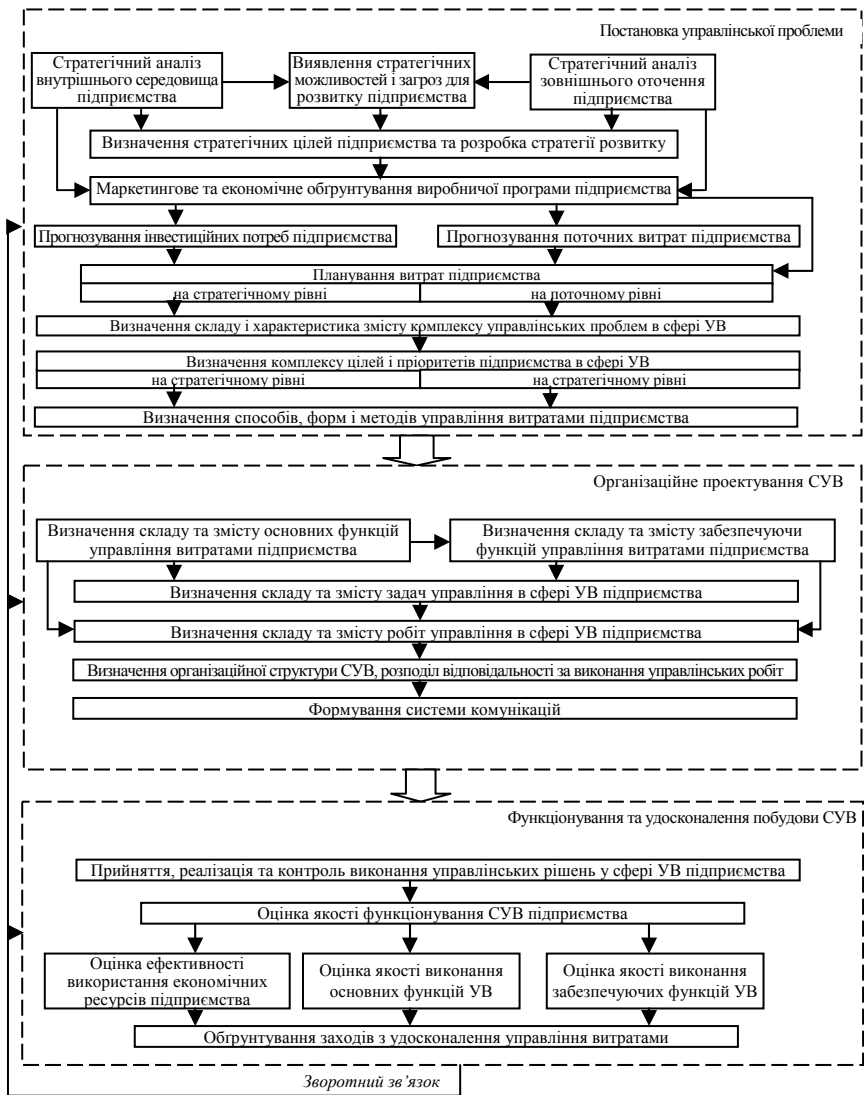 Постановка управлінської проблеми
Стратегічний аналіз
внутрішнього середовища
підприємства
Виявлення стратегічних
можливостей і загроз для
розвитку підприємства
Стратегічний аналіз
зовнішнього оточення
підприємства
Визначення стратегічних цілей підприємства та розробка стратегії розвитку
Маркетингове та економічне обґрунтування виробничої програми підприємства
Прогнозування інвестиційних потреб підприємства
Прогнозування поточних витрат підприємства
Планування витрат підприємства
на стратегічному рівні
на поточному рівні
Визначення складу і характеристика змісту комплексу управлінських проблем в сфері УВ
Визначення комплексу цілей і пріоритетів підприємства в сфері УВ
на стратегічному рівні
на стратегічному рівні
Визначення способів, форм і методів управління витратами підприємства
Організаційне проектування СУВ
Визначення складу та змісту основних функцій
управління витратами підприємства
Визначення складу та змісту забезпечуючи
функцій управління витратами підприємства
Визначення складу та змісту задач управління в сфері УВ підприємства
Визначення складу та змісту робіт управління в сфері УВ підприємства
Визначення організаційної структури СУВ, розподіл відповідальності за виконання управлінських робіт
Формування системи комунікацій
Функціонування та удосконалення побудови СУВ
Прийняття, реалізація та контроль виконання управлінських рішень у сфері УВ підприємства
Оцінка якості функціонування СУВ підприємства
Оцінка ефективності
використання економічних
ресурсів підприємства
Оцінка якості виконання
основних функцій УВ
Оцінка якості виконання
забезпечуючих функцій УВ
Обґрунтування заходів з удосконалення управління витратами
Зворотний зв’язок